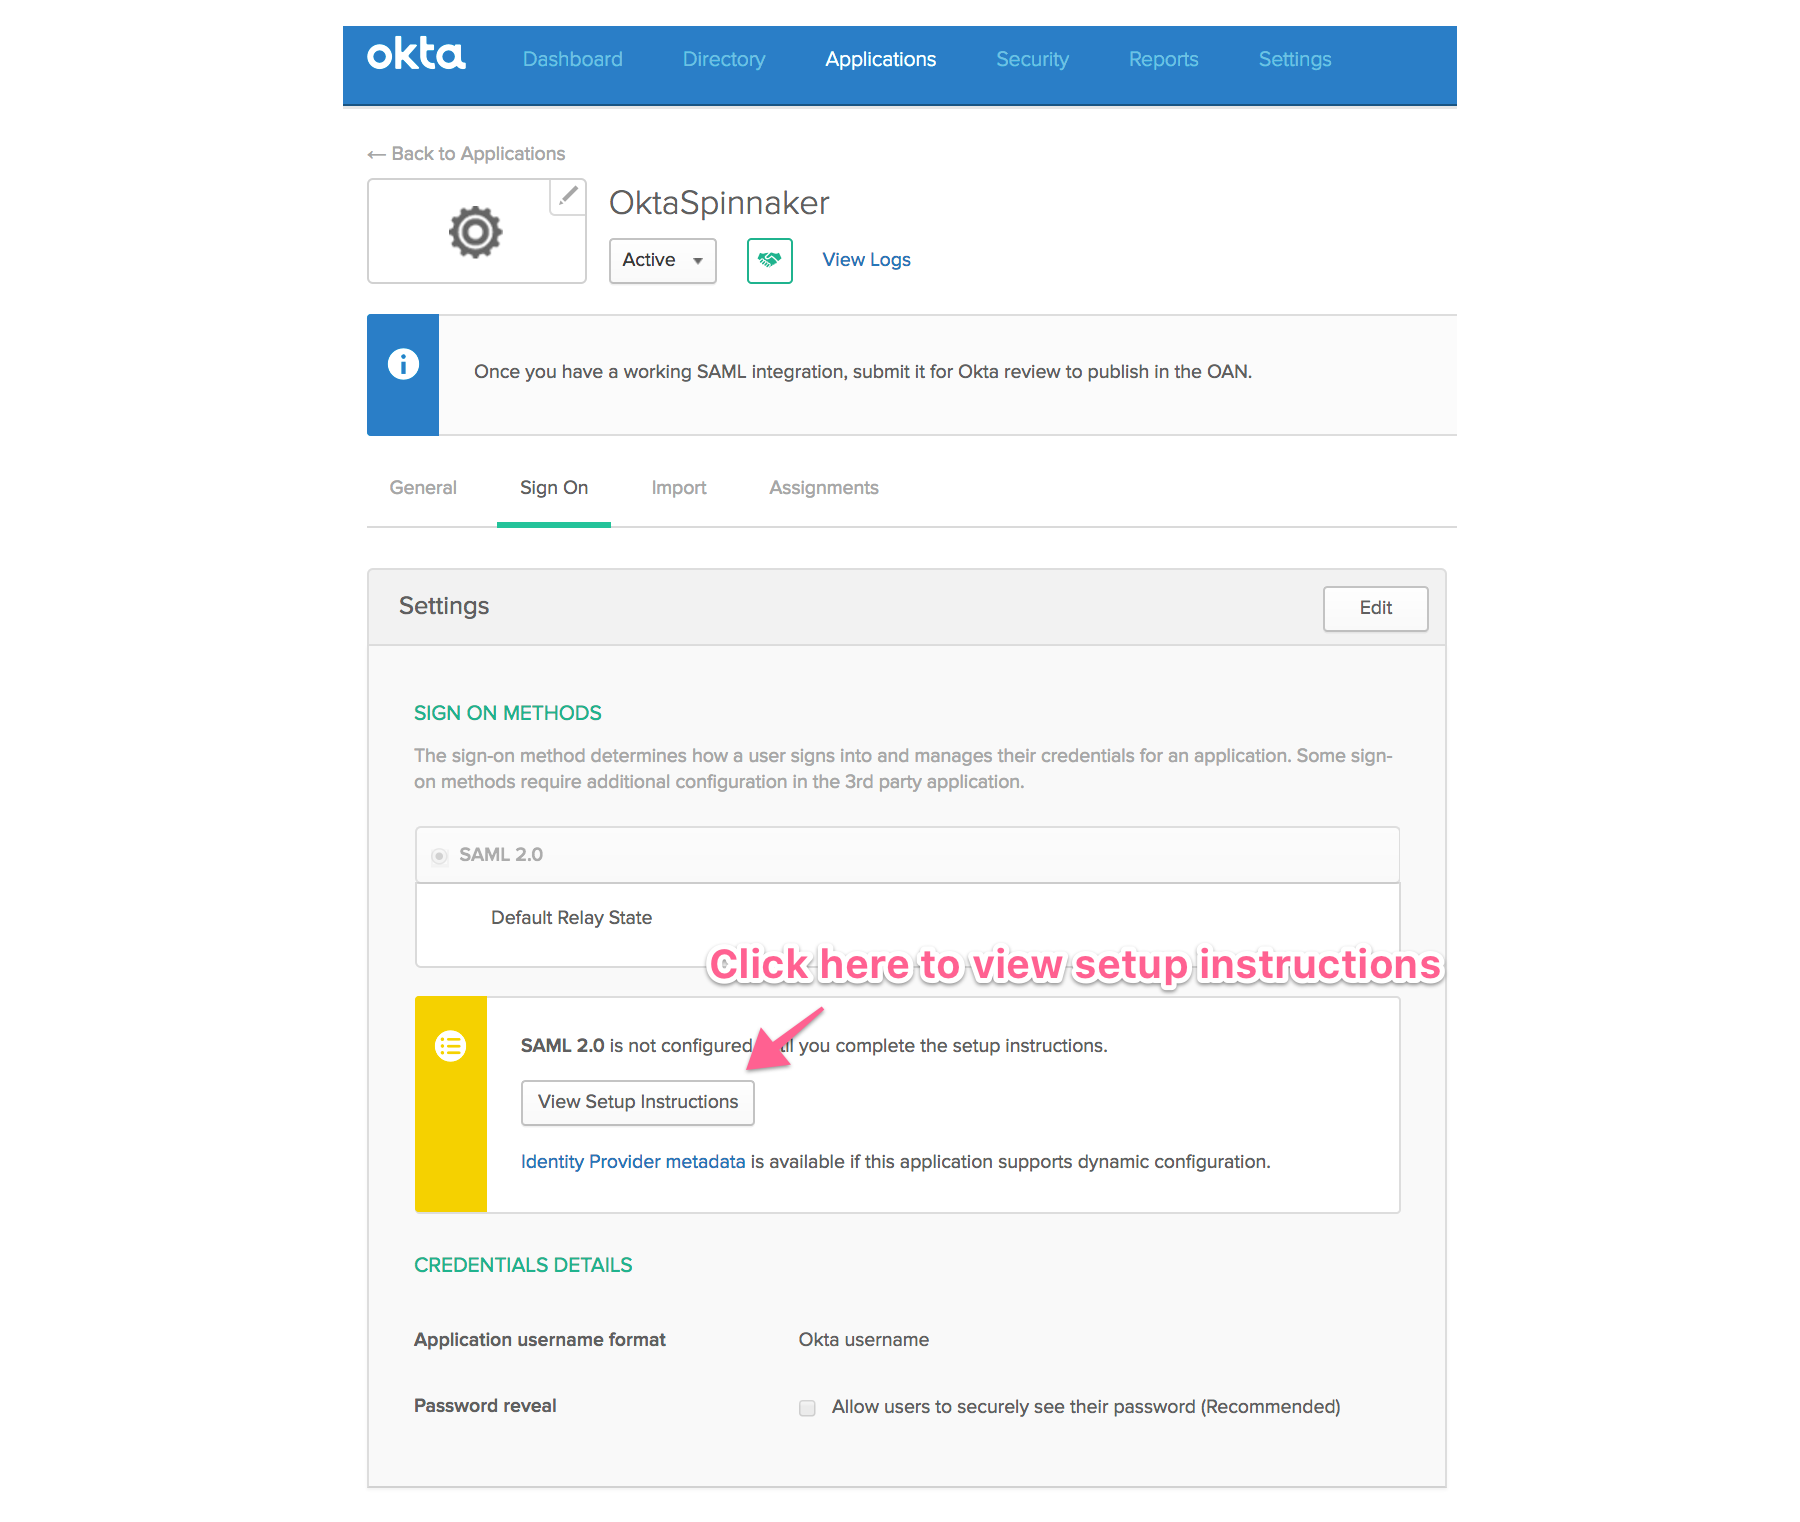 okta
Dashboard Directory Applications Security Reports Settings
← Back to Applications
OktaSpinnaker
Active View Logs
Once you have a working SAML integration, submit it for Okta review to publish in the OAN.
General Sign On Import Assignments
Settings Edit
SIGN ON METHODS
The sign-on method determines how a user signs into and manages their credentials for an application. Some sign-
on methods require additional configuration in the 3rd party application.
SAML 2.0
Default Relay State
Click here to view setup instructions
SAML 2.0 is not configured you complete the setup instructions.
View Setup Instructions
Identity Provider metadata is available if this application supports dynamic configuration.
CREDENTIALS DETAILS
Application username format Okta username
Password reveal Allow users to securely see their password (Recommended)